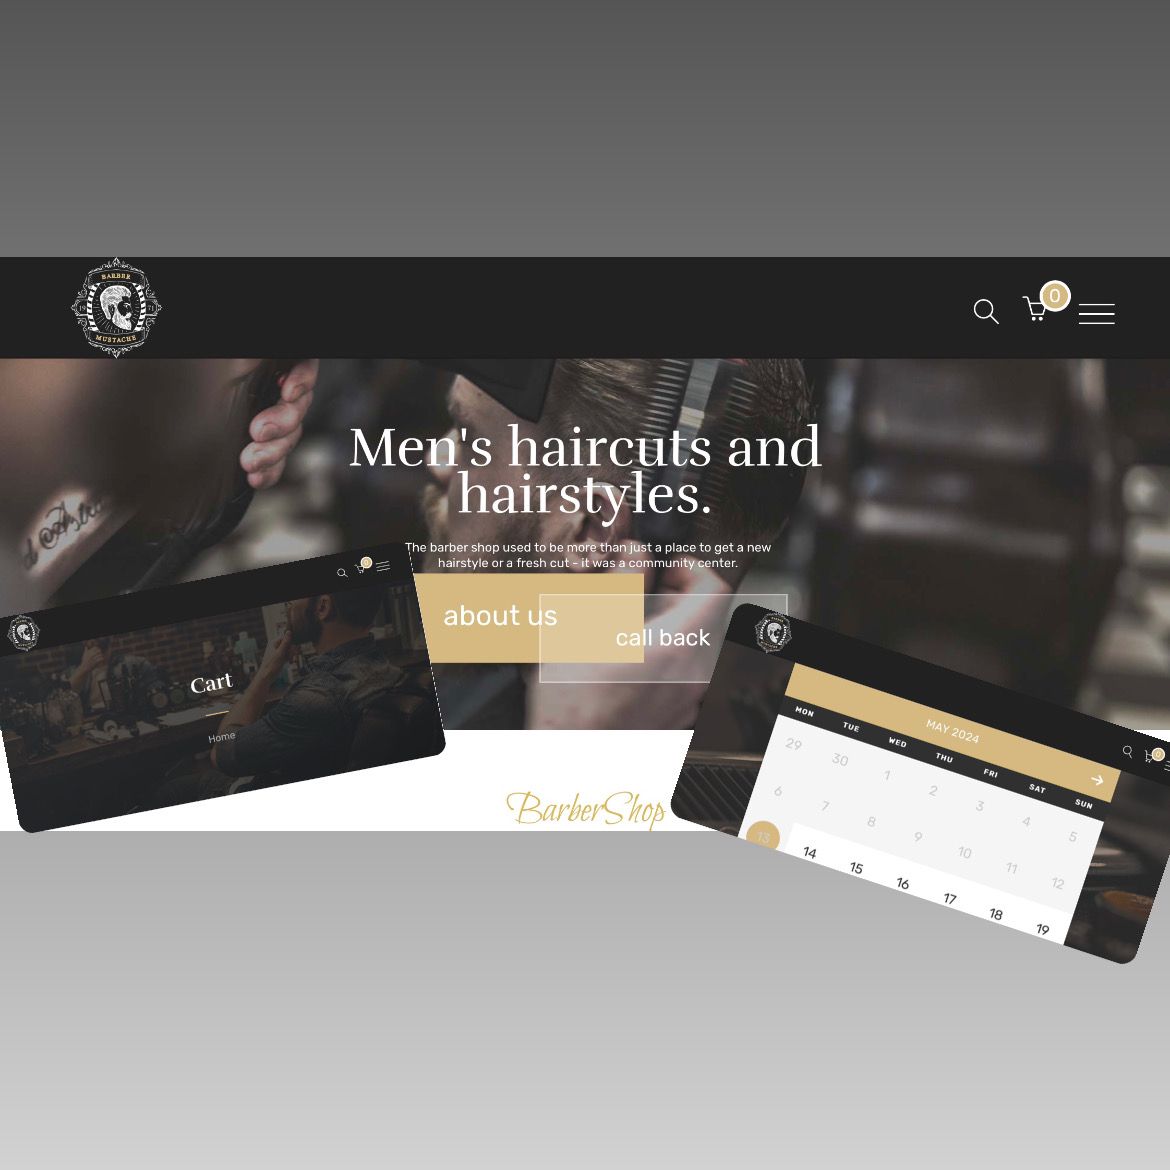 BARBER
19 71
MUSTACHE
0
Men's haircuts and
hairstyles.
The barber shop used to be more than just a place to get a new
hairstyle or a fresh cut - it was a community center.
about us
call back
0
Cart
Home
BarberShop
0
MAY 2024
MON TUE WED THU FRI SAT SUN
29 30 1 2 3 4 5
6 7 8 9 10 11 12
13 14 15 16 17 18 19